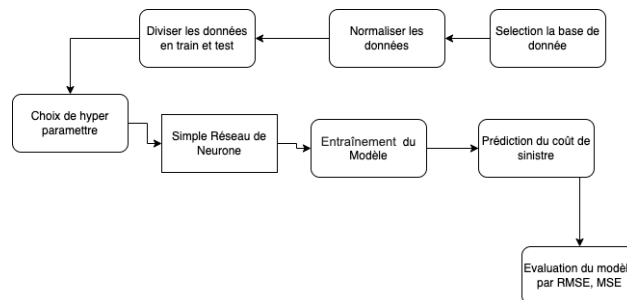 Selection la base de
donnée
Normaliser les
données
Diviser les données
en train et test
Choix de hyper
paramettre
Simple Réseau de
Neurone
Entraînement du
Modèle
Prédiction du coût de
sinistre
Evaluation du modèl
par RMSE, MSE